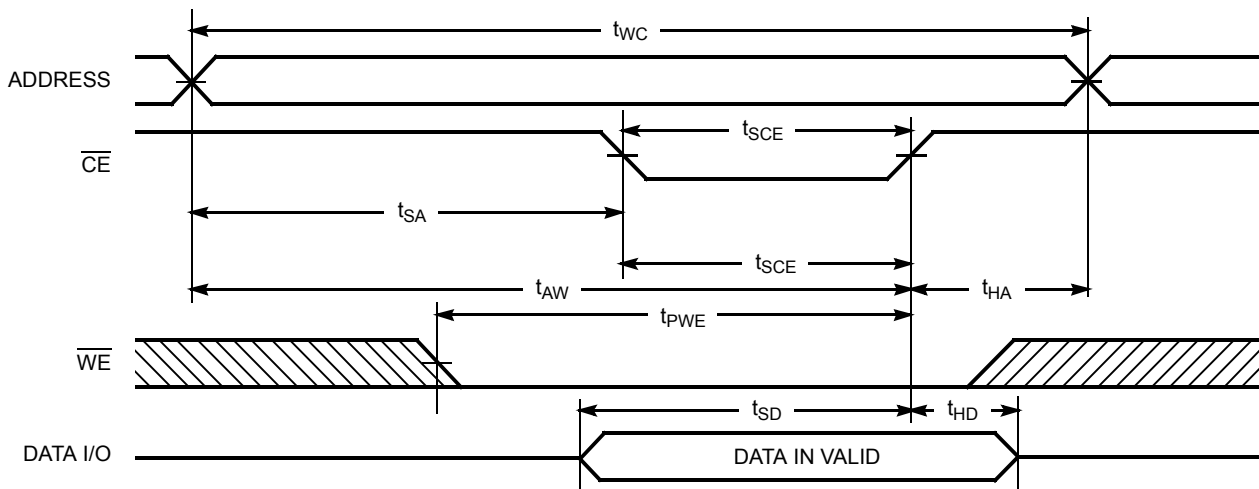 tWC
ADDRESS
tSCE
CE
tSA
tSCE
tAW
tHA
tPWE
WE
tSD
tHD
DATA I/O
DATA IN VALID